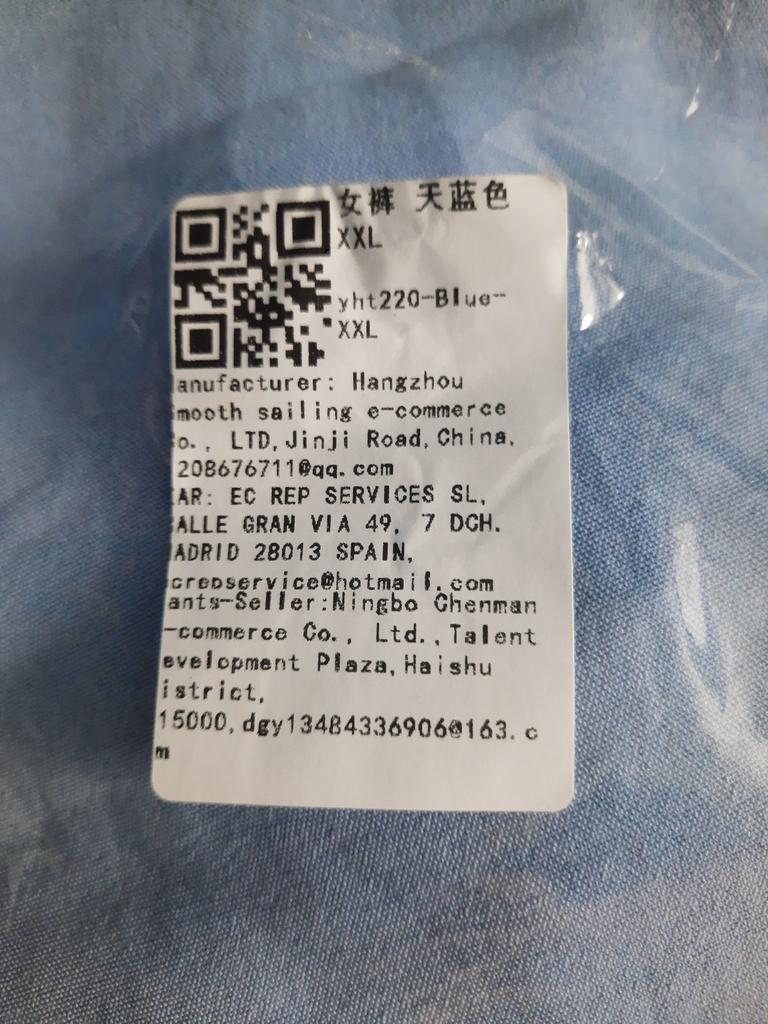 女裤 天蓝色
XXL
yht220-Blue-
XXL
anufacturer: Hangzhou
mooth sailing e-commerce
o., LTD,Jinji Road,China,
208676711@qq.com
AR: EC REP SERVICES SL,
ALLE GRAN VIA 49, 7 DCH.
ADRID 28013 SPAIN,
crepservice@hotmail.com
ants-Seller:Ningbo Chenman
-commerce Co., Ltd.,Talent
evelopment Plaza,Haishu
istrict,
15000,dgy13484336906@163.c
m